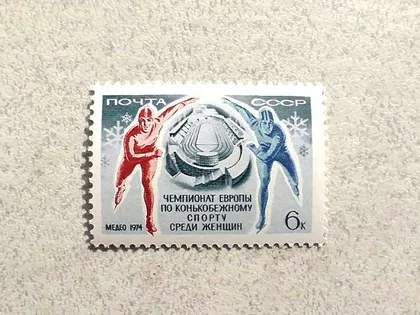 ПОЧТА СССР
ЧЕМПИОНАТ ЕВРОПЫ
ПО КОНЬКОБЕЖНОМУ
СПОРТУ
СРЕДИ ЖЕНЩИН
МЕДЕО 1974
6к